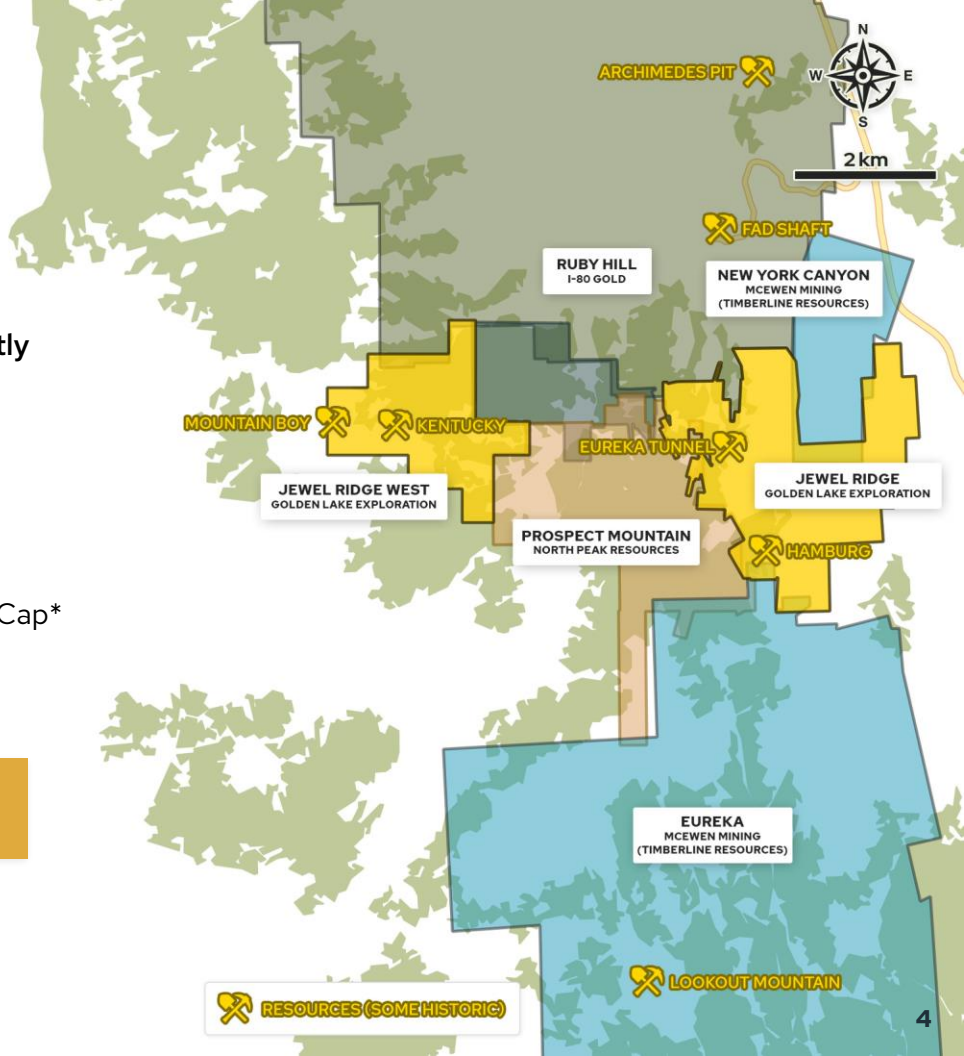 N
ARCHIMEDES PIT
W E
S
2 km
FAD SHAFT
RUBY HILL
I-80 GOLD
NEW YORK CANYON
MCEWEN MINING
(TIMBERLINE RESOURCES)
tly
MOUNTAIN BOY
KENTUCKY
EUREKA TUNNEL
JEWEL RIDGE WEST
GOLDEN LAKE EXPLORATION
JEWEL RIDGE
GOLDEN LAKE EXPLORATION
PROSPECT MOUNTAIN
NORTH PEAK RESOURCES
HAMBURG
Cap*
EUREKA
MCEWEN MINING
(TIMBERLINE RESOURCES)
LOOKOUT MOUNTAIN
RESOURCES (SOME HISTORIC)
4